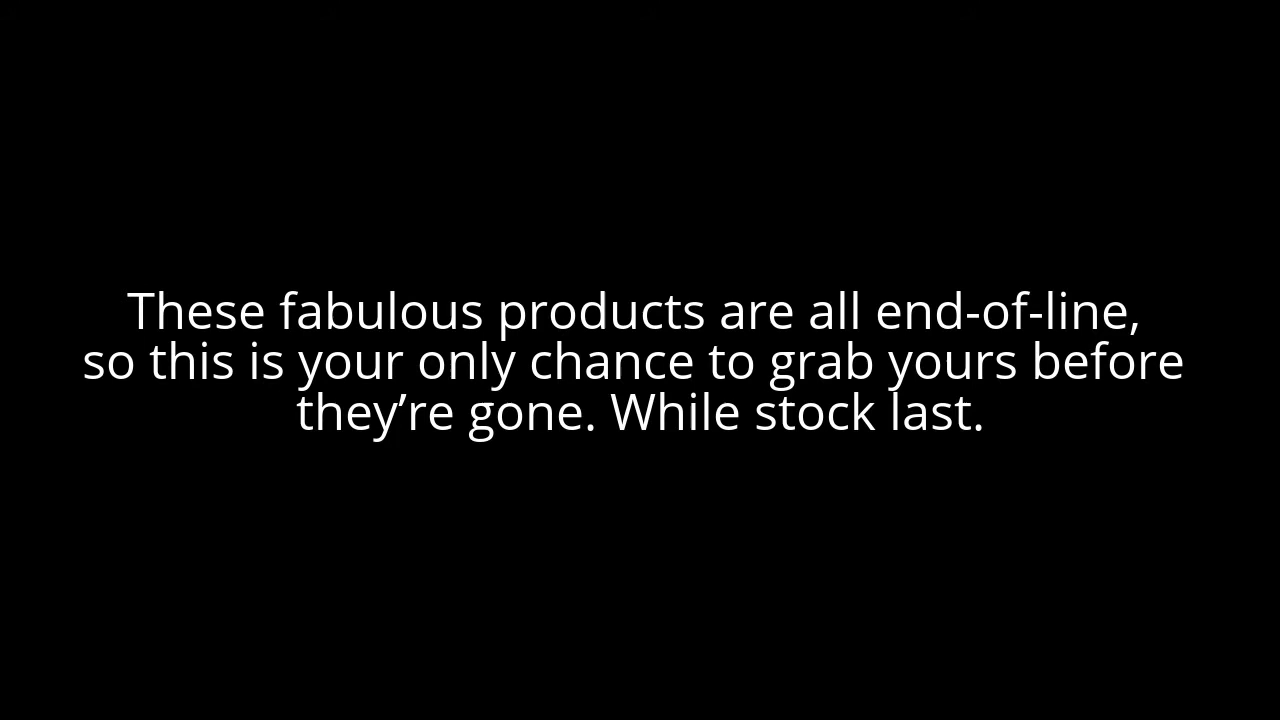 These fabulous products are all end-of-line,
so this is your only chance to grab yours before
they’re gone. While stock last.